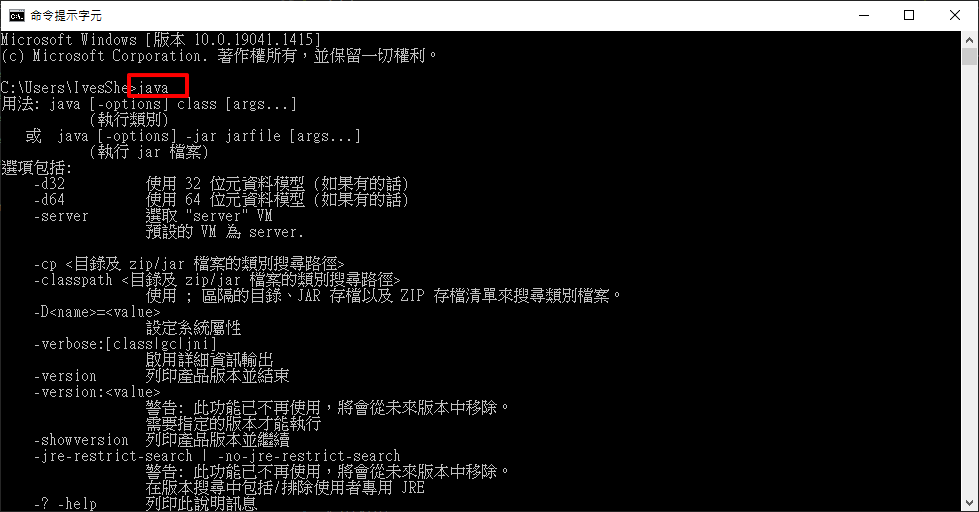 命令提示字元
Microsoft Windows [版本 10.0.19041.1415]
(c) Microsoft Corporation. 著作權所有，並保留一切權利。
C:\Users\IvesShe>java
用法: java [-options] class [args...]
(執行類別)
或  java [-options] -jar jarfile [args...]
(執行 jar 檔案)
選項包括:
-d32 使用 32 位元資料模型 (如果有的話)
-d64 使用 64 位元資料模型 (如果有的話)
-server 選取 "server" VM
預設的 VM 為 server.
-cp <目錄及 zip/jar 檔案的類別搜尋路徑>
-classpath <目錄及 zip/jar 檔案的類別搜尋路徑>
使用 ; 區隔的目錄、JAR 存檔以及 ZIP 存檔清單來搜尋類別檔案。
-D<name>=<value>
設定系統屬性
-verbose:[class|gc|jni]
啟用詳細資訊輸出
-version 列印產品版本並結束
-version:<value>
警告: 此功能已不再使用，將會從未來版本中移除。
需要指定的版本才能執行
-showversion 列印產品版本並繼續
-jre-restrict-search | -no-jre-restrict-search
警告: 此功能已不再使用，將會從未來版本中移除。
在版本搜尋中包括/排除使用者專用 JRE
-? -help 列印此說明訊息